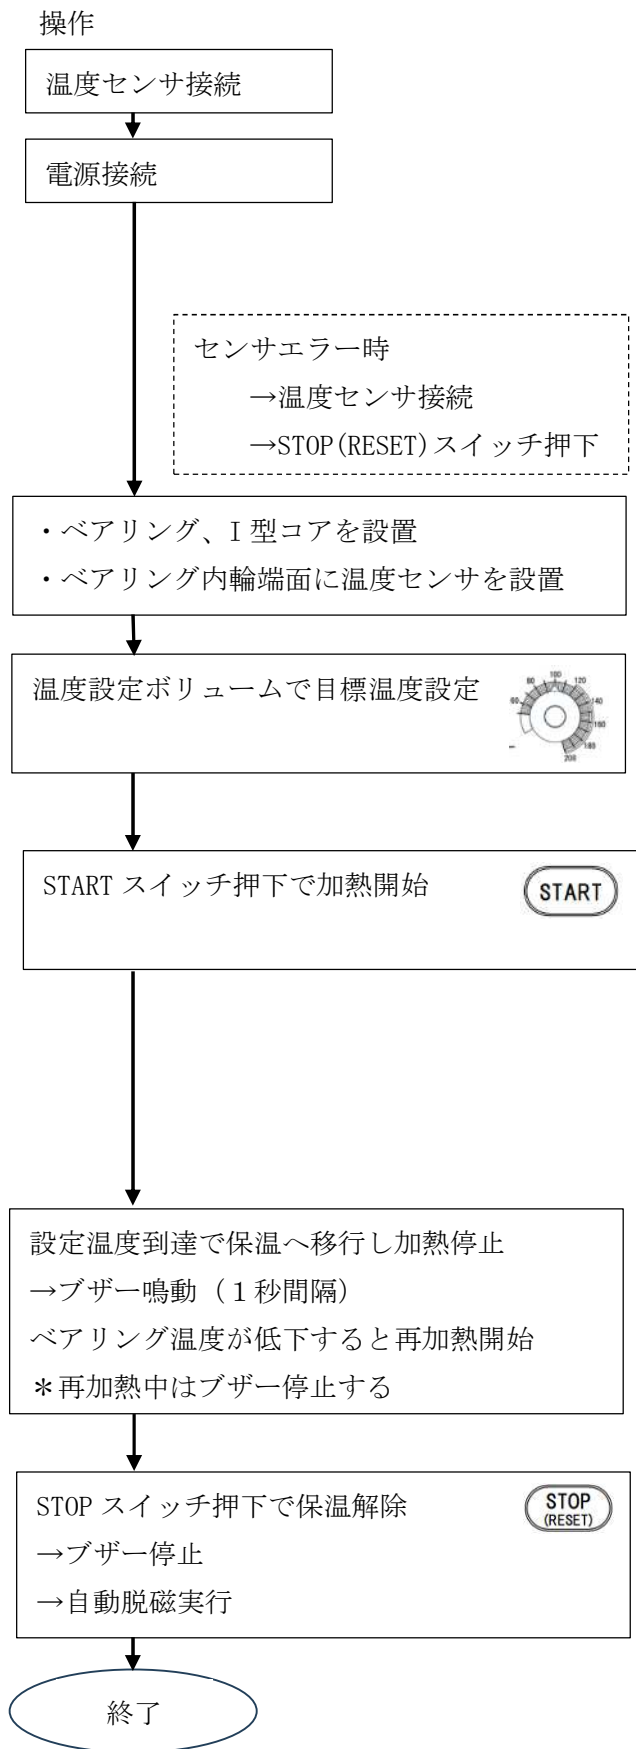 操作
温度センサ接続
電源接続
センサエラー時
→温度センサ接続
→STOP(RESET)スイッチ押下
・ベアリング、I 型コアを設置
・ベアリング内輪端面に温度センサを設置
温度設定ボリュームで目標温度設定
60 80 100 120 140 160 180 200
START スイッチ押下で加熱開始
START
設定温度到達で保温へ移行し加熱停止
→ブザー鳴動（１秒間隔）
ベアリング温度が低下すると再加熱開始
＊再加熱中はブザー停止する
STOP スイッチ押下で保温解除
STOP
(RESET)
→ブザー停止
→自動脱磁実行
終了